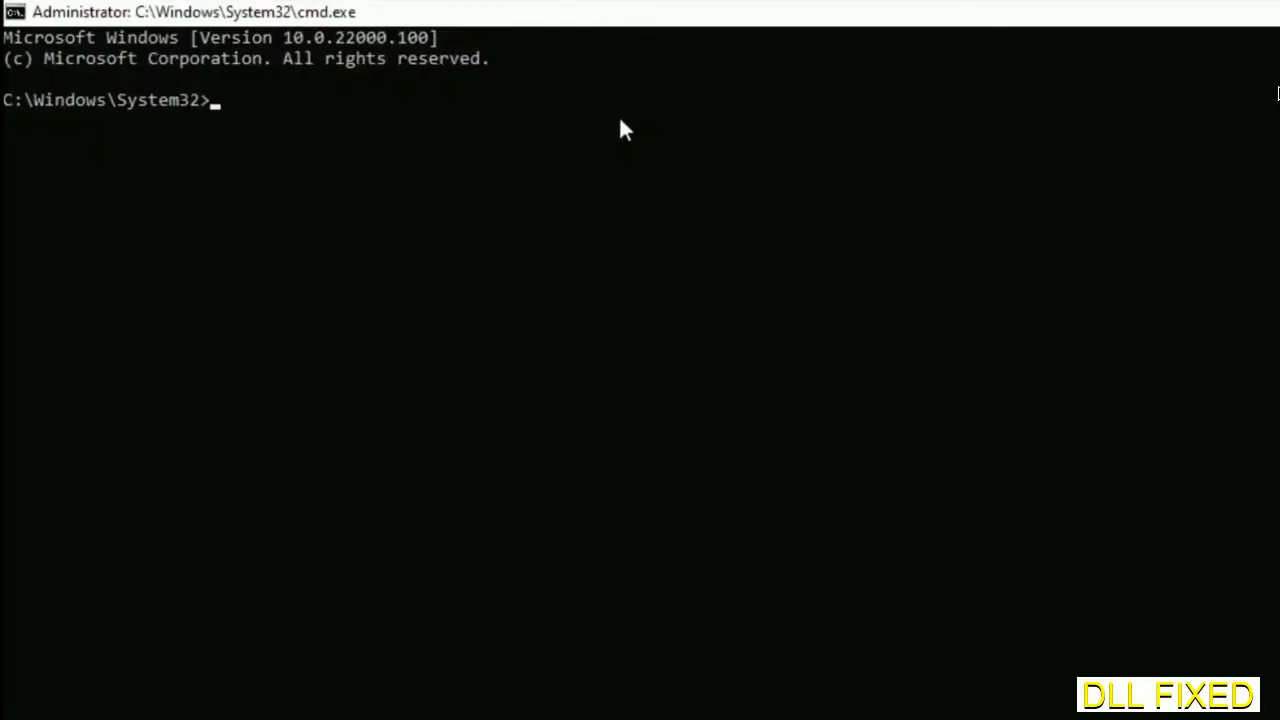 Administrator: C:\Windows\System32\cmd.exe
Microsoft Windows [Version 10.0.22000.100]
(c) Microsoft Corporation. All rights reserved.
C:\Windows\System32>
DLL FIXED